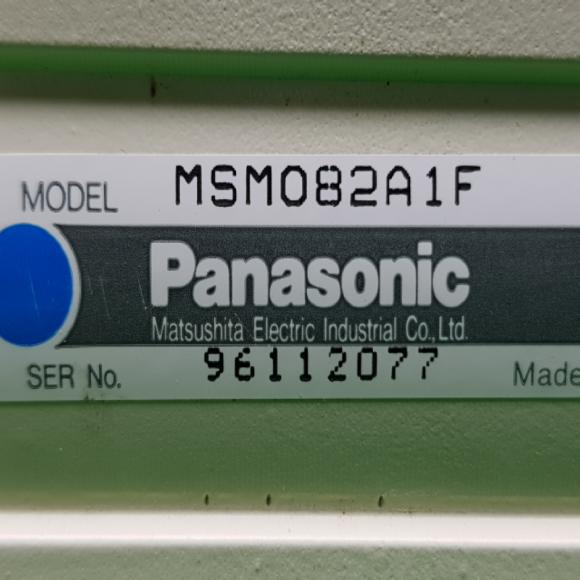 MODEL MSM082A1F
Panasonic
Matsushita Electric Industrial Co., Ltd.
SER No. 96112077 Made